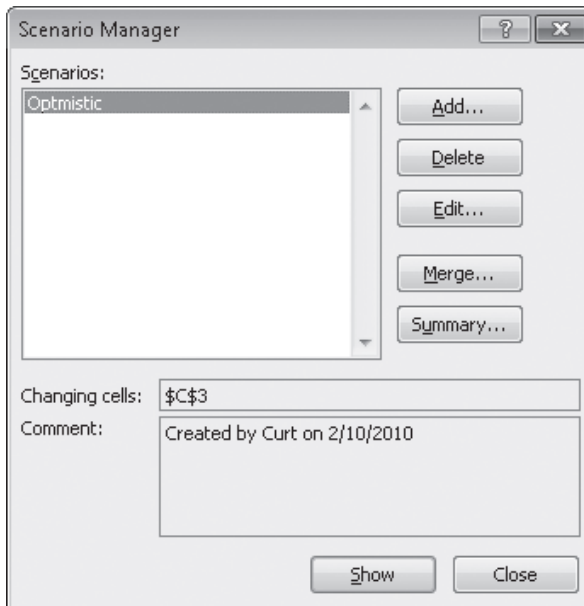 Scenario Manager
?
Scenarios:
Optmistic
Add...
Delete
Edit...
Merge...
Summary...
Changing cells: $C$3
Comment: Created by Curt on 2/10/2010
Show
Close